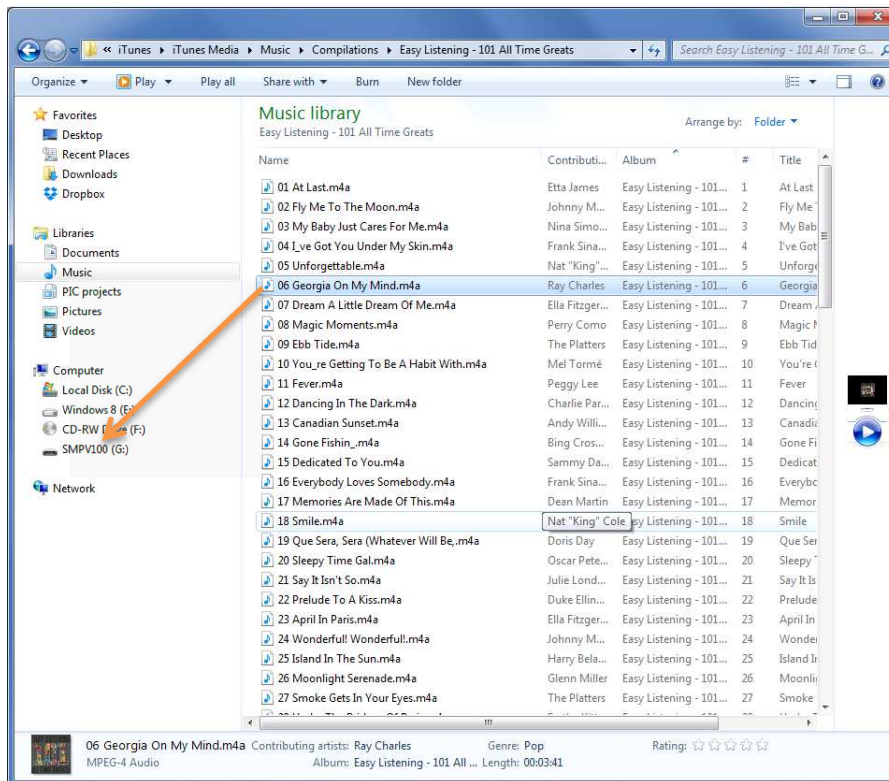 « iTunes ▸ iTunes Media ▸ Music ▸ Compilations ▸ Easy Listening - 101 All Time Greats Search Easy Listening - 101 All Time G...
Organize Play Play all Share with Burn New folder
Favorites
Desktop
Recent Places
Downloads
Dropbox
Libraries
Documents
Music
PIC projects
Pictures
Videos
Computer
Local Disk (C:)
Windows 8 (E:)
CD-RW Drive (F:)
SMPV100 (G:)
Network
Music library
Easy Listening - 101 All Time Greats
Arrange by: Folder
Name Contributi... Album # Title
01 At Last.m4a Etta James Easy Listening - 101... 1 At Last
02 Fly Me To The Moon.m4a Johnny M... Easy Listening - 101... 2 Fly Me
03 My Baby Just Cares For Me.m4a Nina Simo... Easy Listening - 101... 3 My Bab
04 I_ve Got You Under My Skin.m4a Frank Sina... Easy Listening - 101... 4 I've Got
05 Unforgettable.m4a Nat "King"... Easy Listening - 101... 5 Unforge
06 Georgia On My Mind.m4a Ray Charles Easy Listening - 101... 6 Georgia
07 Dream A Little Dream Of Me.m4a Ella Fitzger... Easy Listening - 101... 7 Dream
08 Magic Moments.m4a Perry Como Easy Listening - 101... 8 Magic
09 Ebb Tide.m4a The Platters Easy Listening - 101... 9 Ebb Tid
10 You_re Getting To Be A Habit With.m4a Mel Tormé Easy Listening - 101... 10 You're
11 Fever.m4a Peggy Lee Easy Listening - 101... 11 Fever
12 Dancing In The Dark.m4a Charlie Par... Easy Listening - 101... 12 Dancing
13 Canadian Sunset.m4a Andy Willi... Easy Listening - 101... 13 Canadia
14 Gone Fishin_.m4a Bing Cros... Easy Listening - 101... 14 Gone Fi
15 Dedicated To You.m4a Sammy Da... Easy Listening - 101... 15 Dedicat
16 Everybody Loves Somebody.m4a Frank Sina... Easy Listening - 101... 16 Everybo
17 Memories Are Made Of This.m4a Dean Martin Easy Listening - 101... 17 Memor
18 Smile.m4a Nat "King" Cole sy Listening - 101... 18 Smile
19 Que Sera, Sera (Whatever Will Be,.m4a Doris Day Easy Listening - 101... 19 Que Ser
20 Sleepy Time Gal.m4a Oscar Pete... Easy Listening - 101... 20 Sleepy
21 Say It Isn't So.m4a Julie Lond... Easy Listening - 101... 21 Say It Is
22 Prelude To A Kiss.m4a Duke Ellin... Easy Listening - 101... 22 Prelude
23 April In Paris.m4a Ella Fitzger... Easy Listening - 101... 23 April In
24 Wonderful! Wonderful!.m4a Johnny M... Easy Listening - 101... 24 Wonder
25 Island In The Sun.m4a Harry Bela... Easy Listening - 101... 25 Island In
26 Moonlight Serenade.m4a Glenn Miller Easy Listening - 101... 26 Moonli
27 Smoke Gets In Your Eyes.m4a The Platters Easy Listening - 101... 27 Smoke
06 Georgia On My Mind.m4a Contributing artists: Ray Charles Genre: Pop Rating:
MPEG-4 Audio Album: Easy Listening - 101 All ... Length: 00:03:41